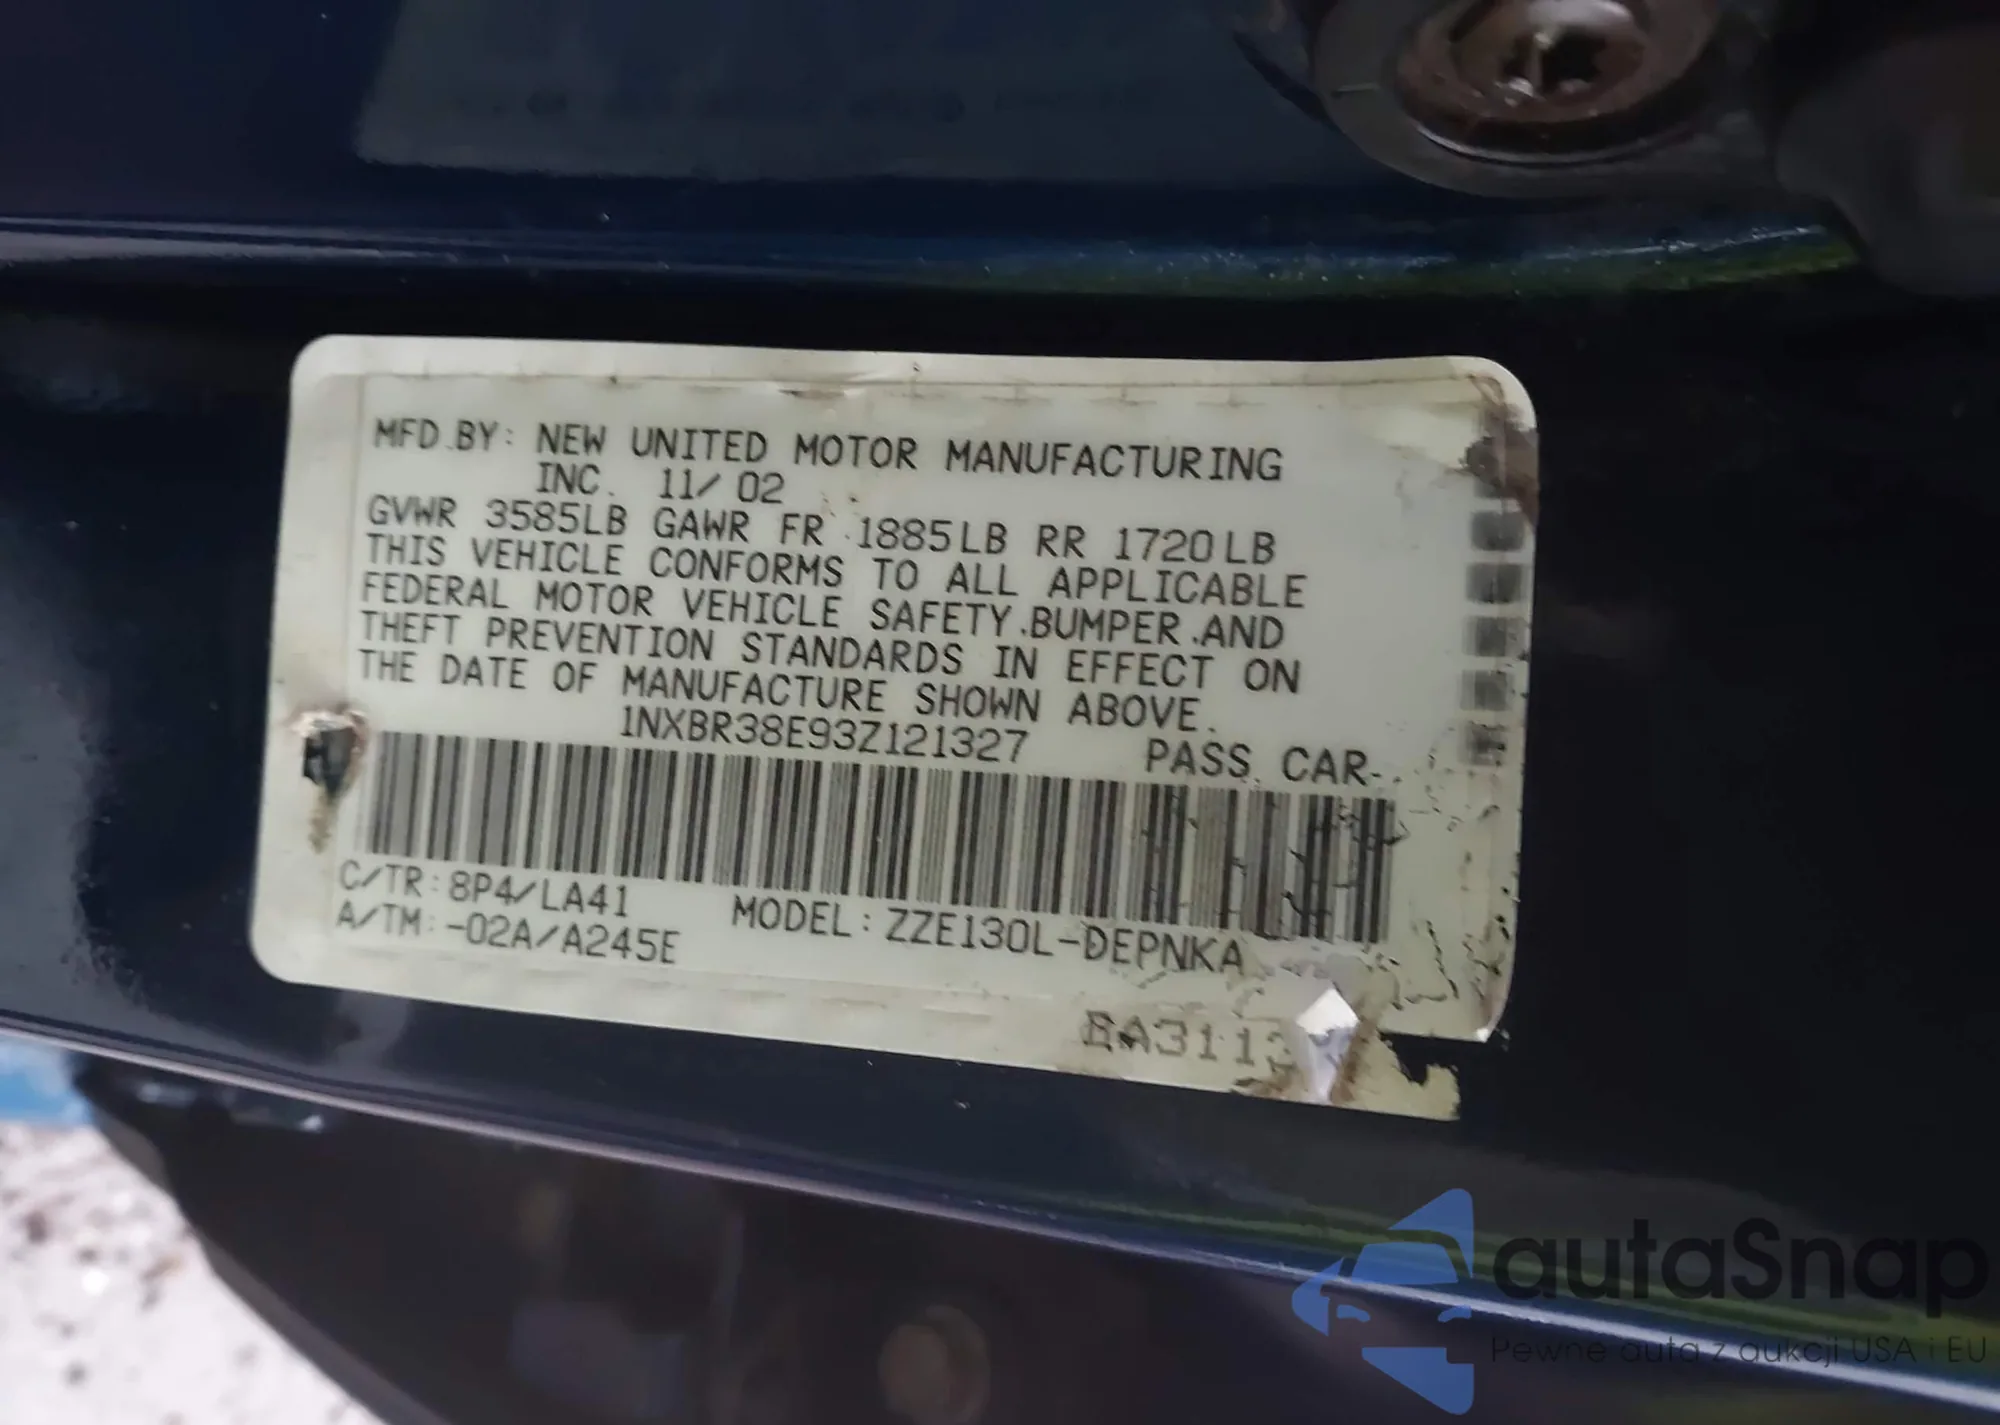 MFD.BY: NEW UNITED MOTOR MANUFACTURING
INC. 11/ 02
GVWR 3585LB GAWR FR 1885LB RR 1720LB
THIS VEHICLE CONFORMS TO ALL APPLICABLE
FEDERAL MOTOR VEHICLE SAFETY.BUMPER.AND
THEFT PREVENTION STANDARDS IN EFFECT ON
THE DATE OF MANUFACTURE SHOWN ABOVE.
1NXBR38E93Z121327 PASS. CAR
C/TR:8P4/LA41
A/TM:-02A/A245E MODEL:ZZE130L-DEPNKA
autaSnap
Pewne auta z aukcji USA i EU